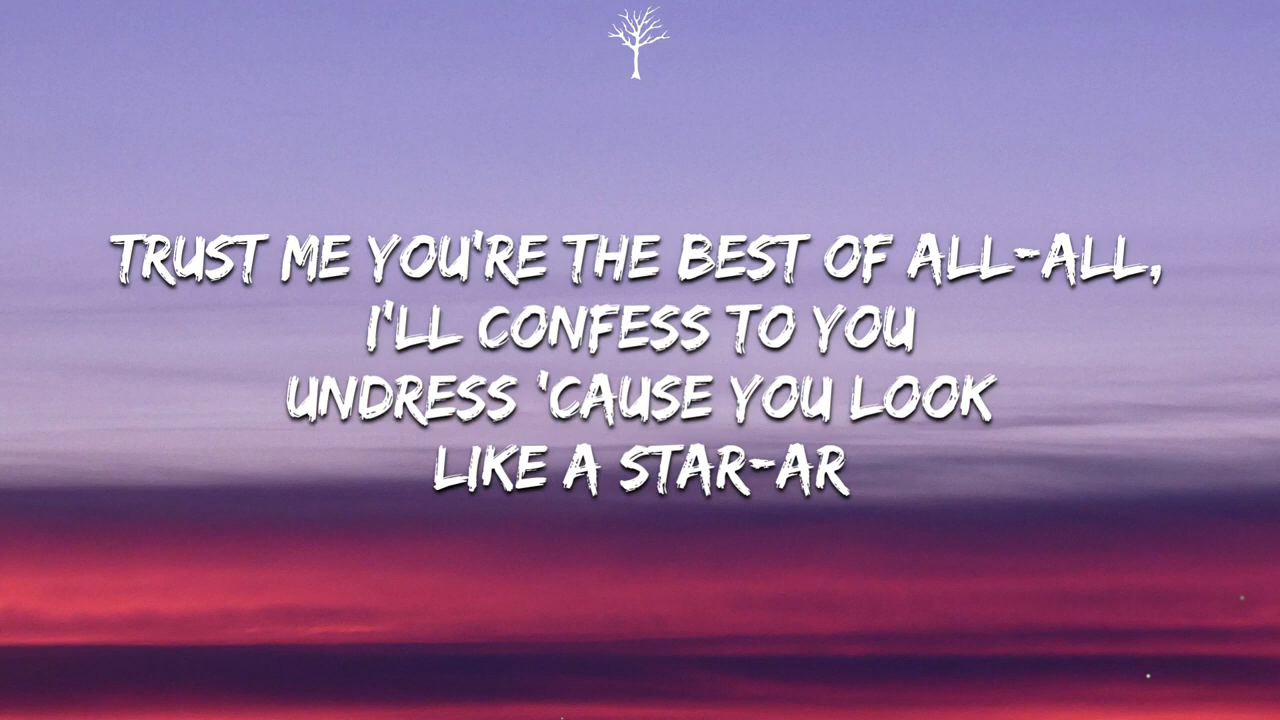 TRUST ME YOU'RE THE BEST OF ALL-ALL,
I'LL CONFESS TO YOU
UNDRESS 'CAUSE YOU LOOK
LIKE A STAR-AR